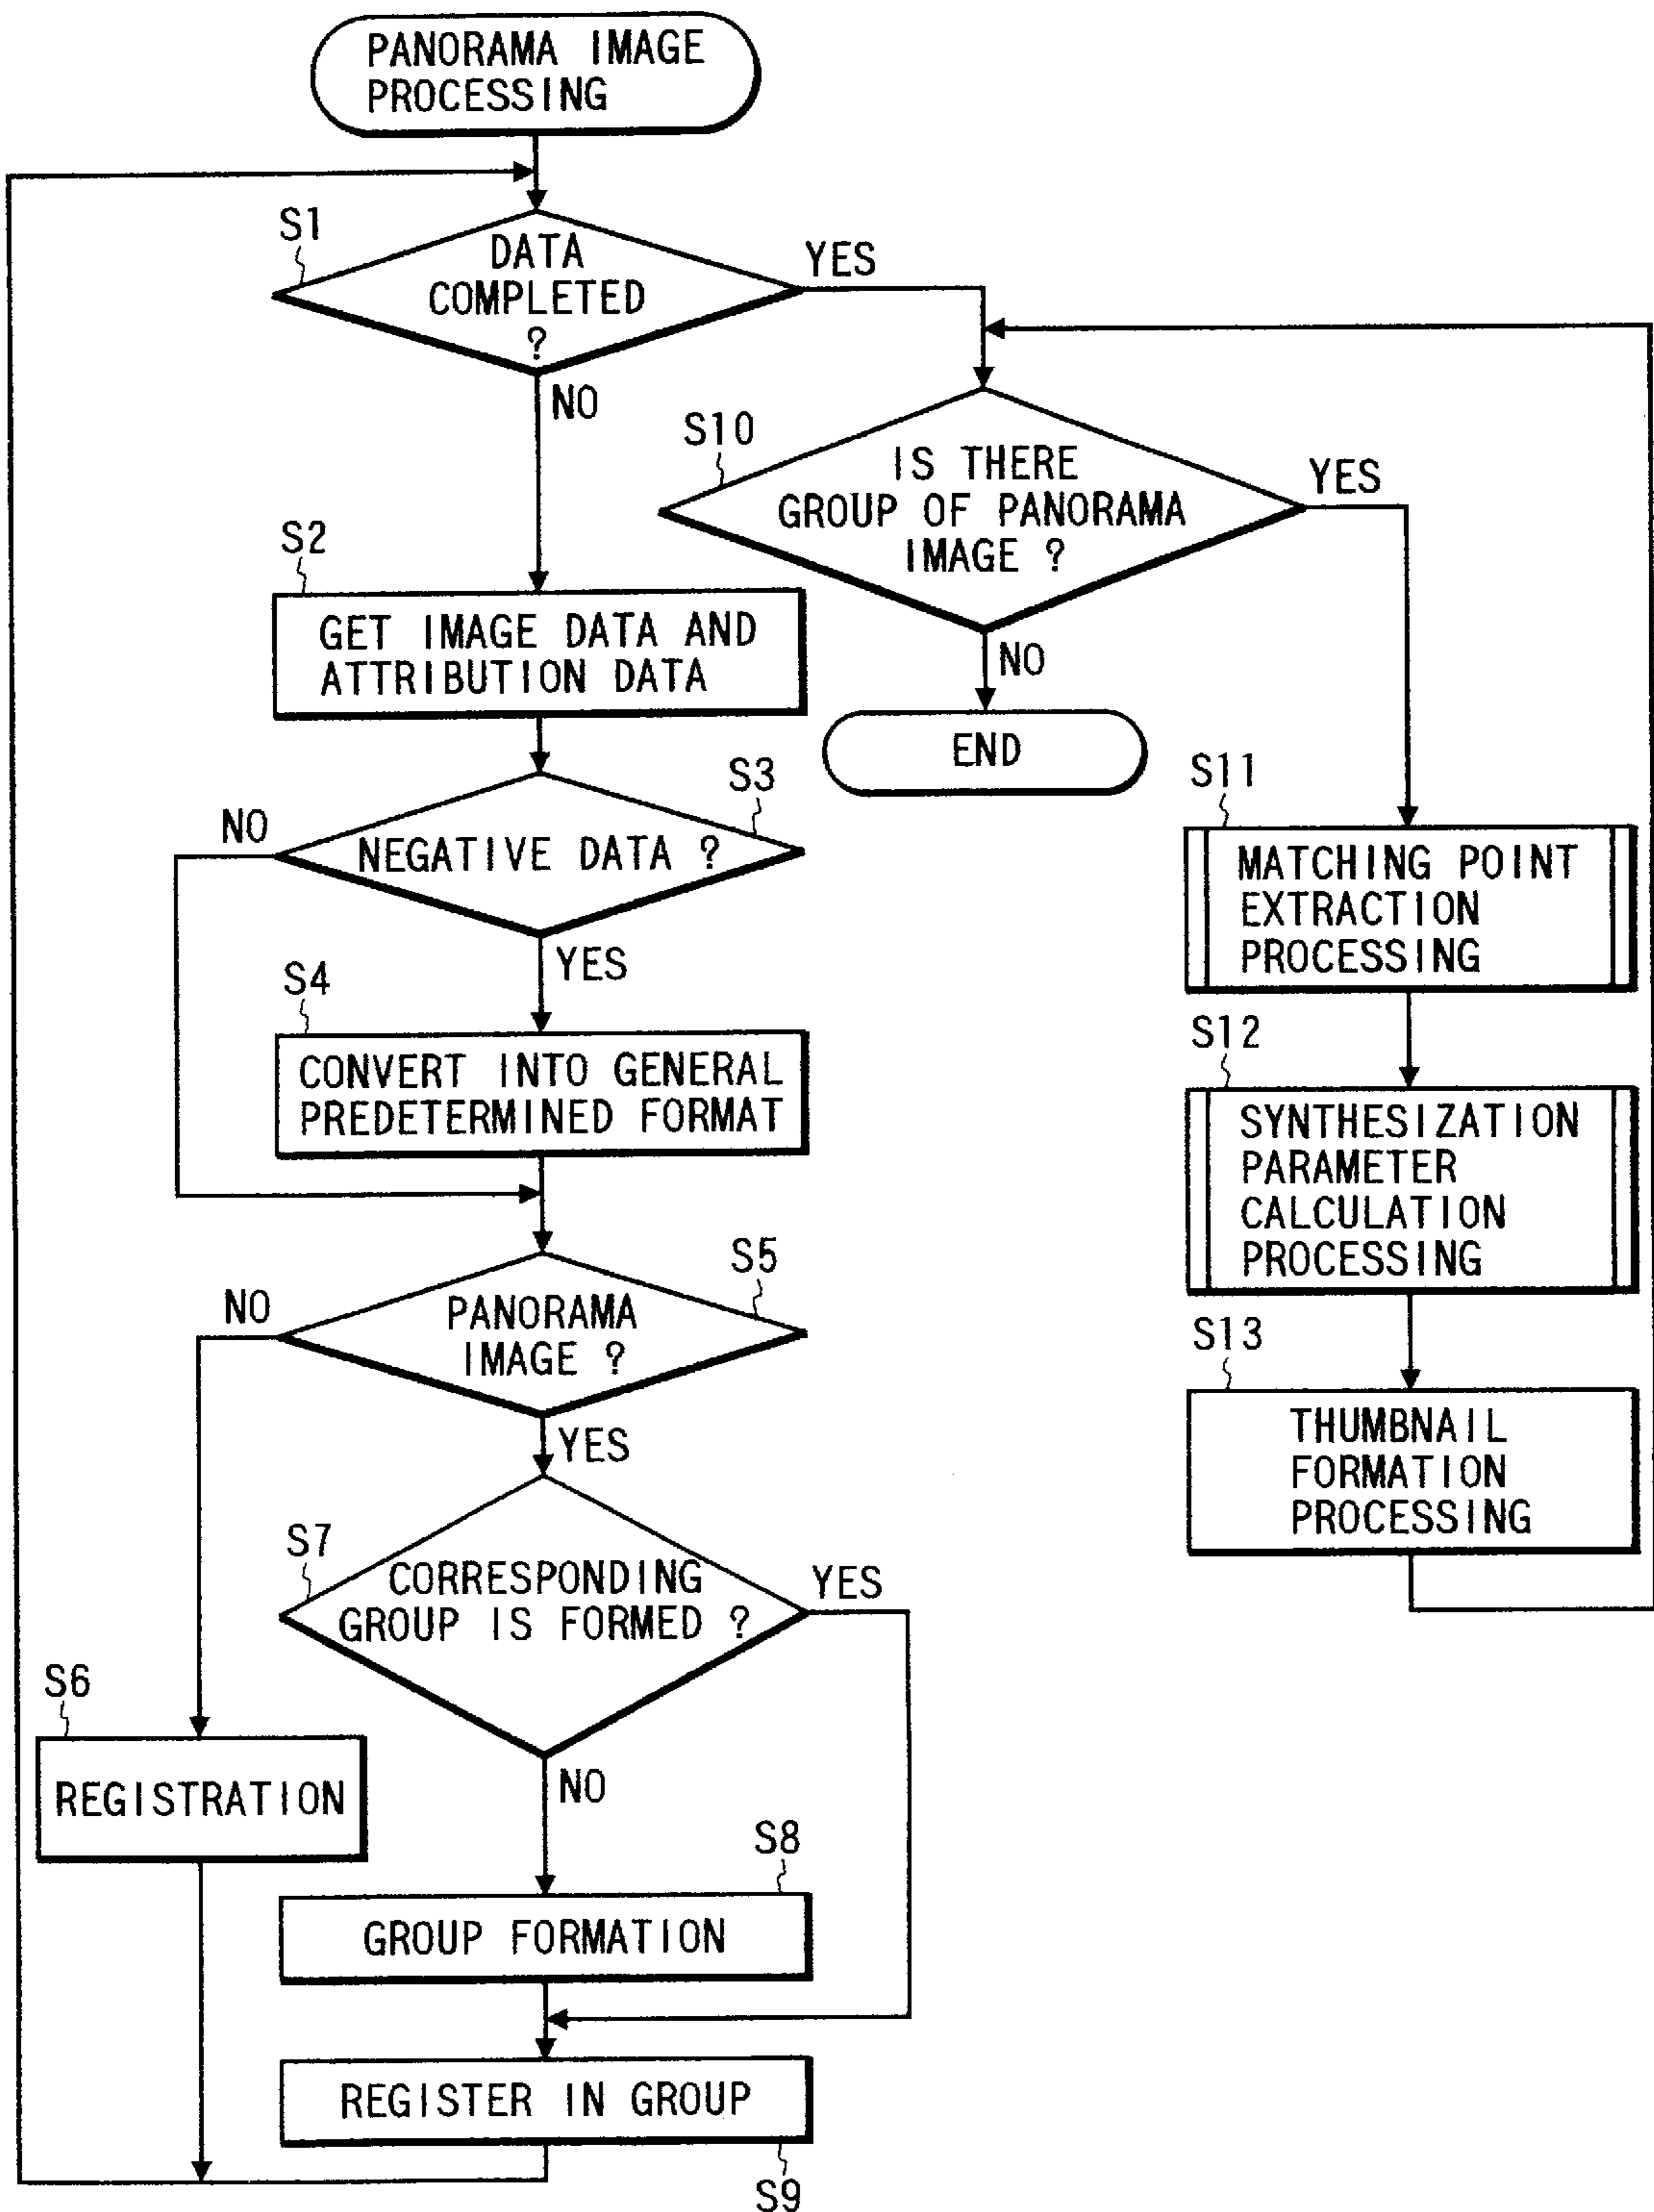 PANORAMA IMAGE
PROCESSING
S1
DATA
COMPLETED
?
YES
NO
S2
GET IMAGE DATA AND
ATTRIBUTION DATA
S3
NEGATIVE DATA ?
NO
YES
S4
CONVERT INTO GENERAL
PREDETERMINED FORMAT
S5
PANORAMA
IMAGE ?
NO
YES
S6
REGISTRATION
S7
CORRESPONDING
GROUP IS FORMED ?
YES
NO
S8
GROUP FORMATION
REGISTER IN GROUP
S9
S10
IS THERE
GROUP OF PANORAMA
IMAGE ?
YES
NO
END
S11
MATCHING POINT
EXTRACTION
PROCESSING
S12
SYNTHESIZATION
PARAMETER
CALCULATION
PROCESSING
S13
THUMBNAIL
FORMATION
PROCESSING